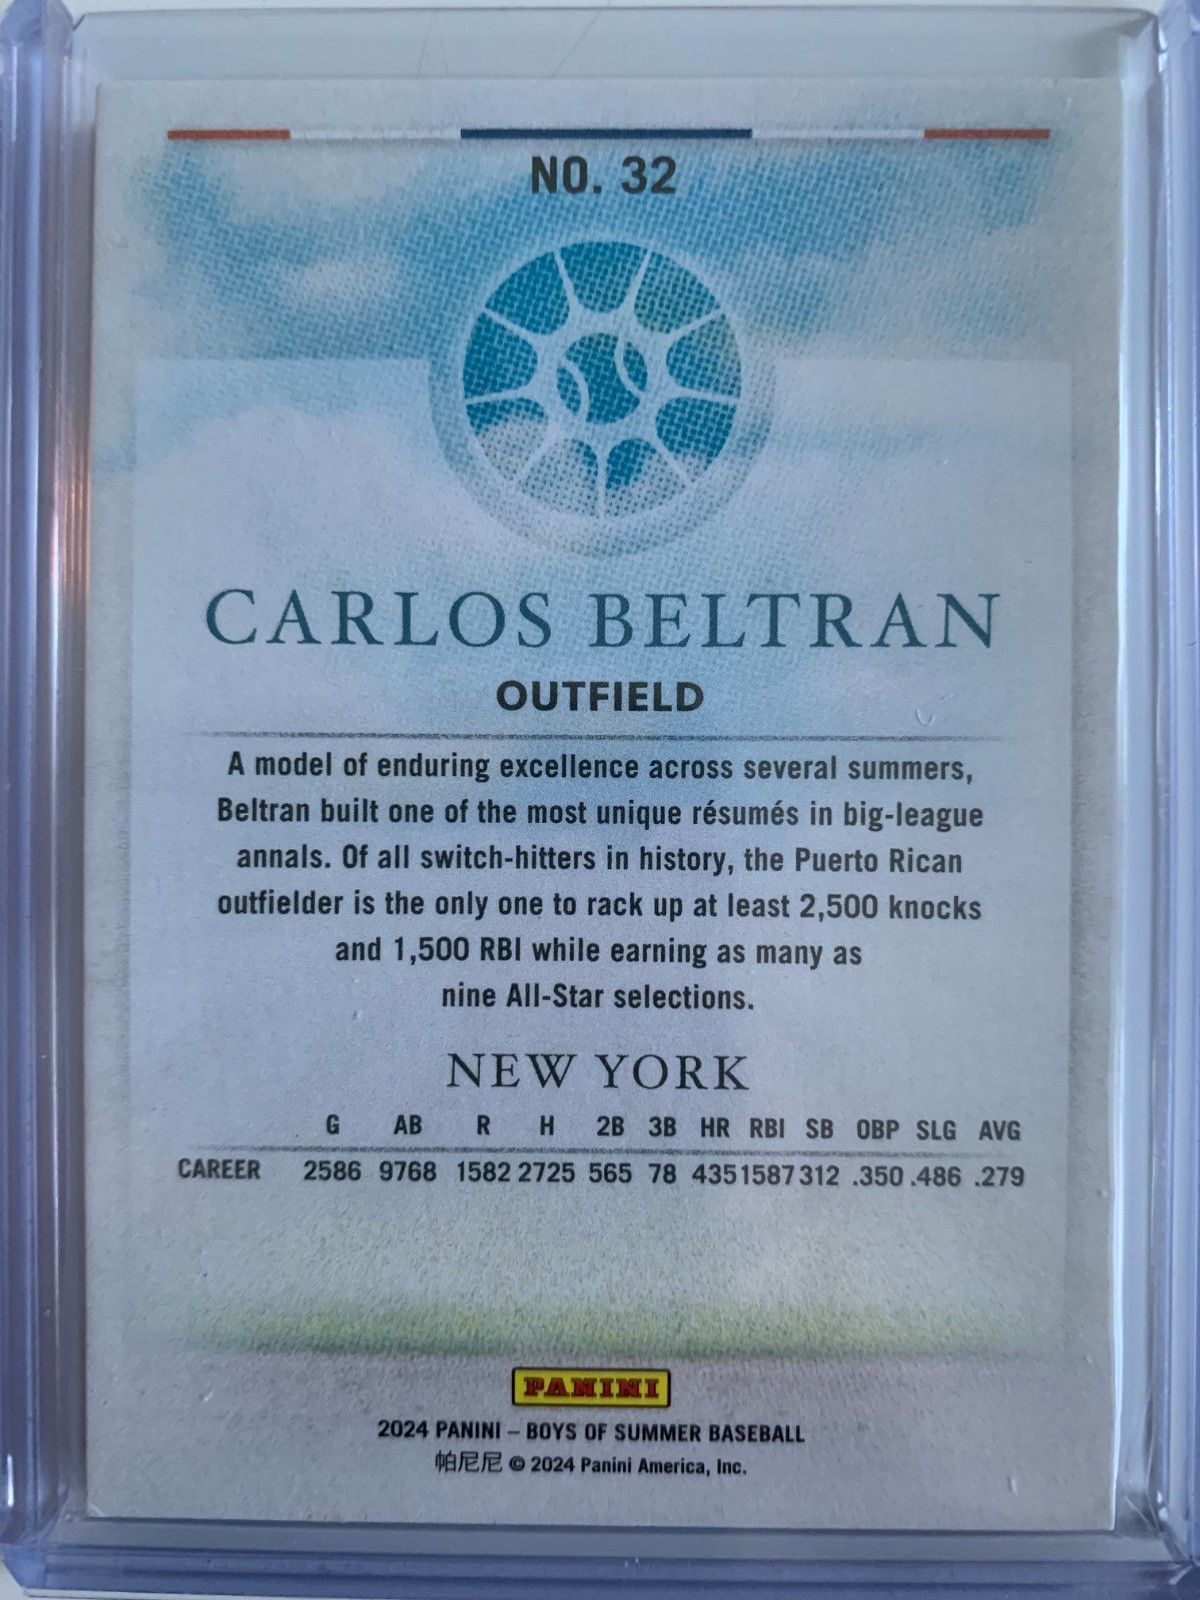 NO. 32
CARLOS BELTRAN
OUTFIELD
A model of enduring excellence across several summers,
Beltran built one of the most unique résumés in big-league
annals. Of all switch-hitters in history, the Puerto Rican
outfielder is the only one to rack up at least 2,500 knocks
and 1,500 RBI while earning as many as
nine All-Star selections.
NEW YORK
G AB R H 2B 3B HR RBI SB OBP SLG AVG
CAREER 2586 9768 1582 2725 565 78 435 1587 312 .350 .486 .279
PANINI
2024 PANINI – BOYS OF SUMMER BASEBALL
帕尼尼 © 2024 Panini America, Inc.